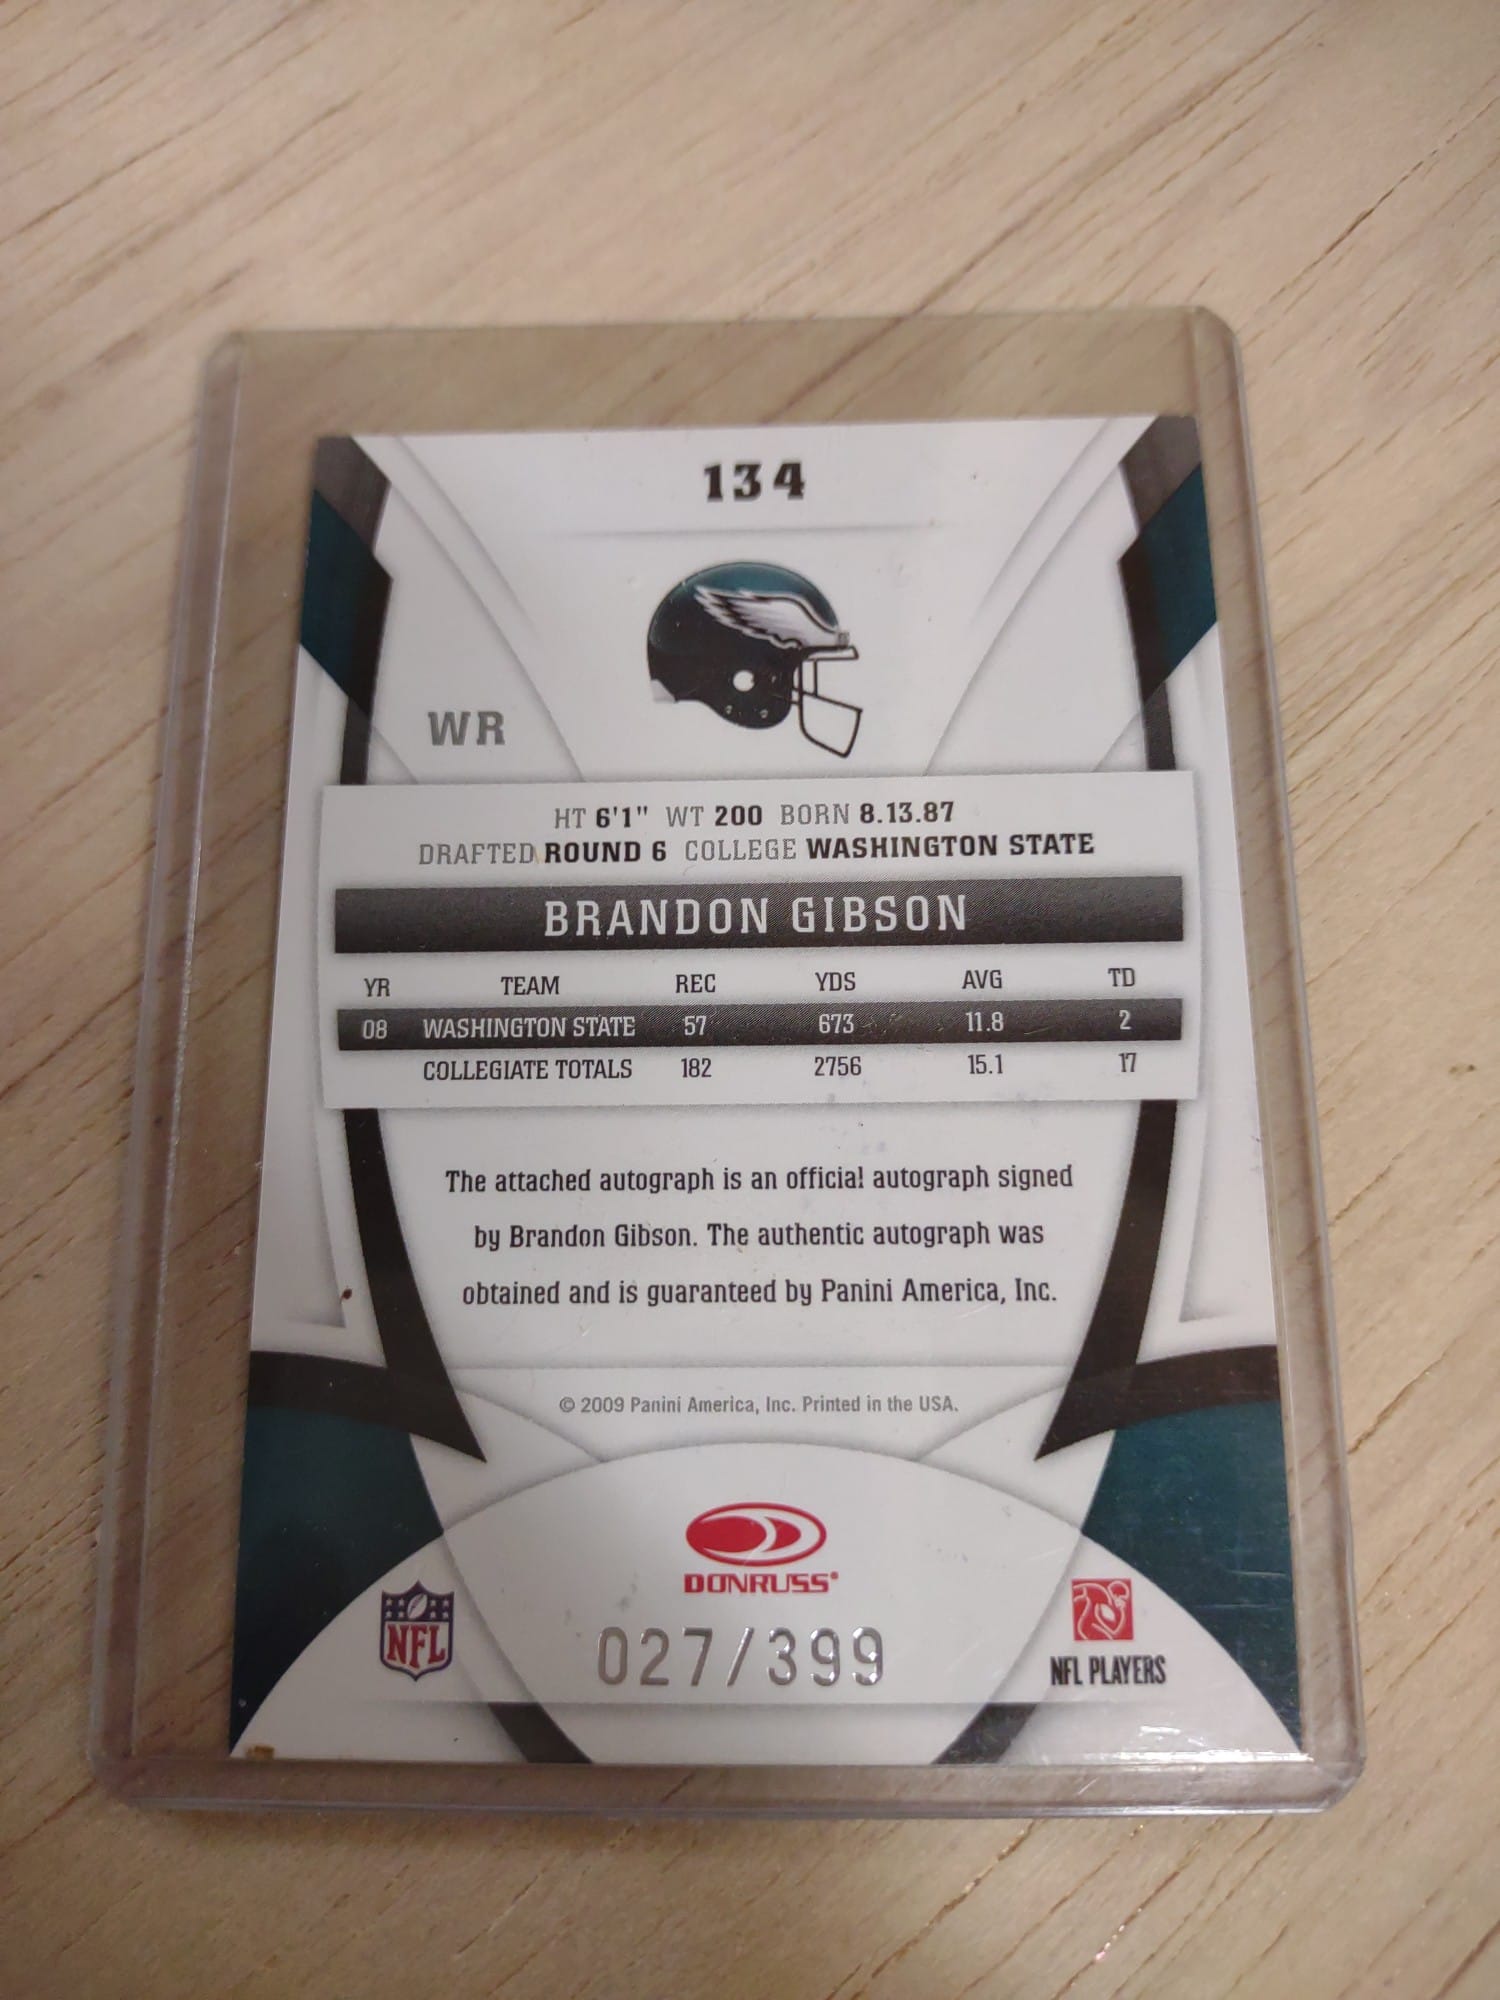 134
WR
HT 6'1" WT 200 BORN 8.13.87
DRAFTED ROUND 6 COLLEGE WASHINGTON STATE
BRANDON GIBSON
YR TEAM REC YDS AVG TD
08 WASHINGTON STATE 57 673 11.8 2
COLLEGIATE TOTALS 182 2756 15.1 17
The attached autograph is an official autograph signed
by Brandon Gibson. The authentic autograph was
obtained and is guaranteed by Panini America, Inc.
© 2009 Panini America, Inc. Printed in the USA.
DONRUSS®
NFL
027/399
NFL PLAYERS